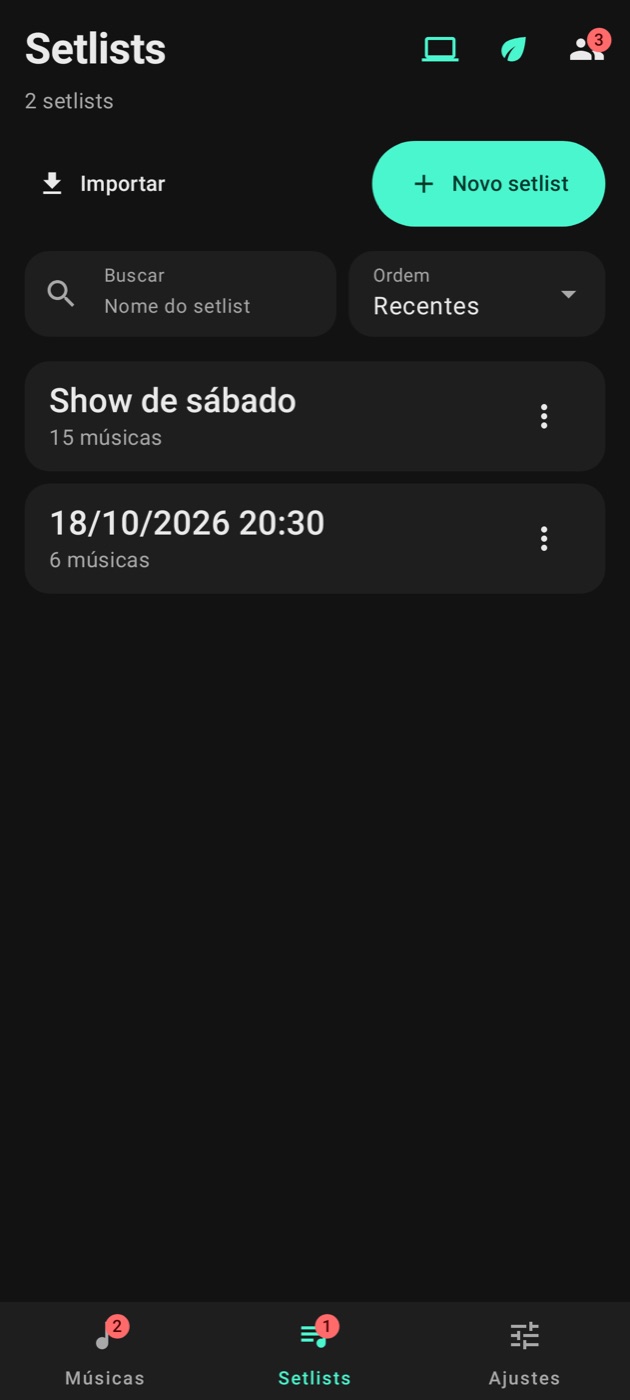 Setlists
3
2 setlists
Importar
Novo setlist
Buscar
Nome do setlist
Ordem
Recentes
Show de sábado
15 músicas
18/10/2026 20:30
6 músicas
2
1
Músicas
Setlists
Ajustes